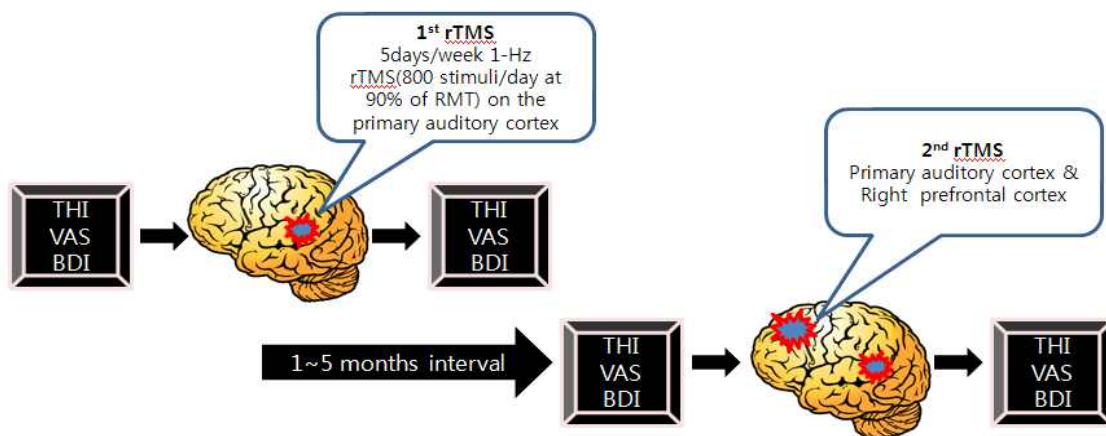 1st rTMS
5days/week 1-Hz
rTMS(800 stimuli/day at
90% of RMT) on the
primary auditory cortex
2nd rTMS
Primary auditory cortex &
Right prefrontal cortex
THI
VAS
BDI
THI
VAS
BDI
1~5 months interval
THI
VAS
BDI
THI
VAS
BDI